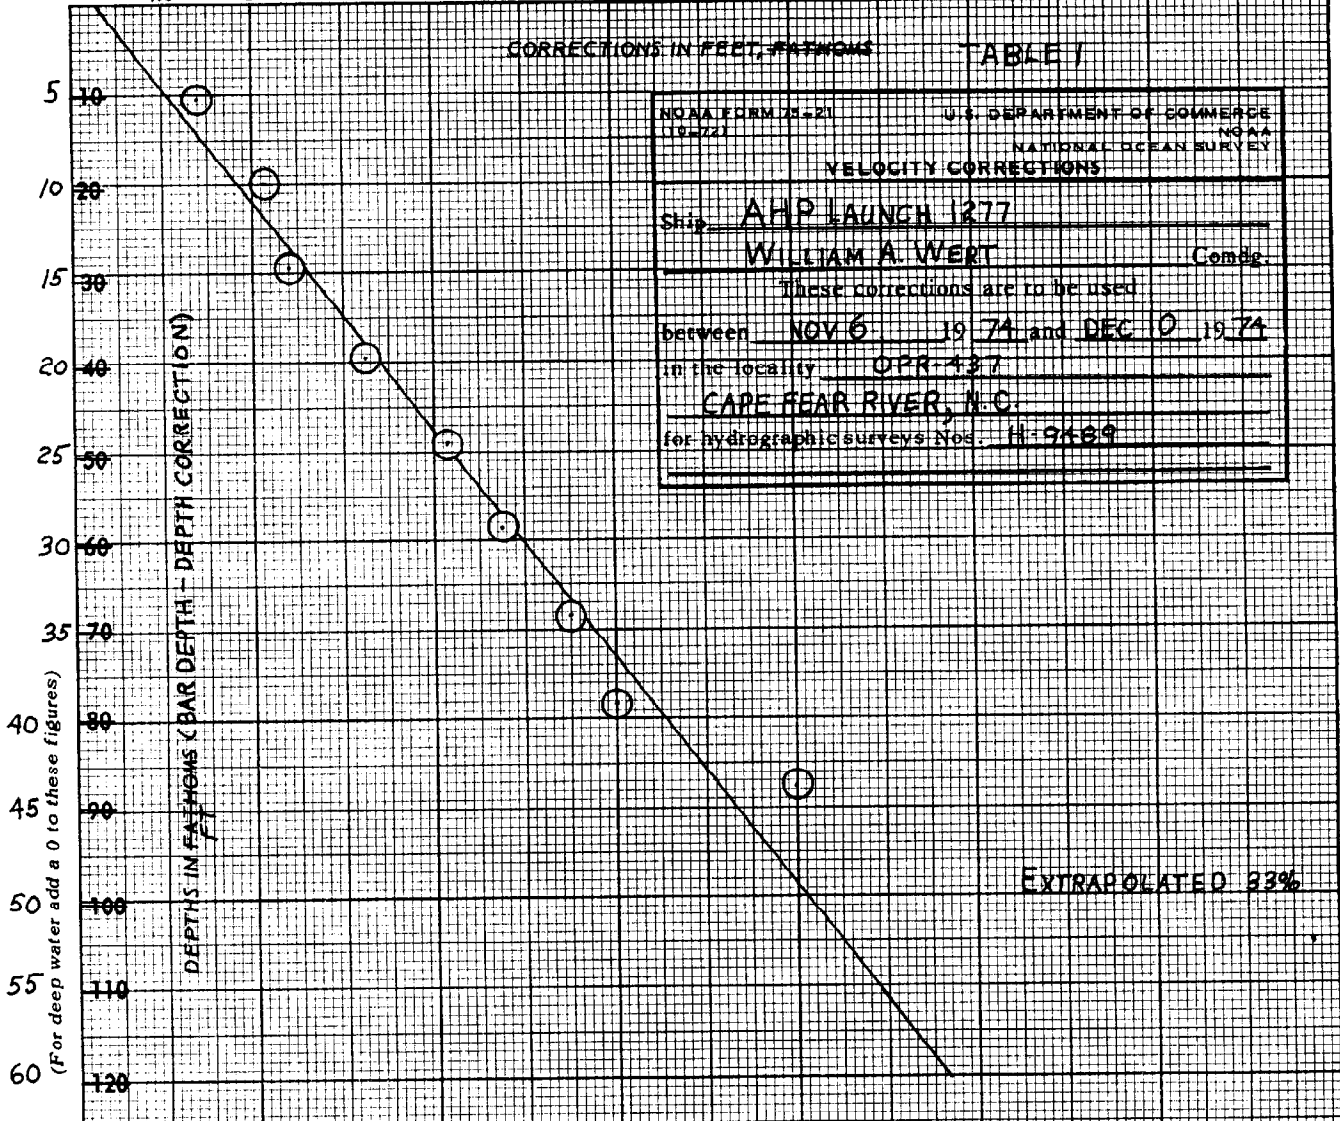 CORRECTIONS IN FEET, FATHOMS
TABLE 1
NOAA FORM 75-21
(10-72)
U.S. DEPARTMENT OF COMMERCE
NOAA
NATIONAL OCEAN SURVEY
VELOCITY CORRECTIONS
Ship AHP LAUNCH 1277
WILLIAM A. WERT Comdg.
These corrections are to be used
between NOV 6 19 74 and DEC 10 19 74
in the locality OPR-437
CAPE FEAR RIVER, N.C.
for hydrographic surveys Nos. H-9489
5 10
10 20
15 30
20 40
25 50
30 60
35 70
40 80
45 90
50 100
55 110
60 120
DEPTHS IN FATHOMS (BAR DEPTH - DEPTH CORRECTION)
FT
(For deep water add a 0 to these figures)
EXTRAPOLATED 33%